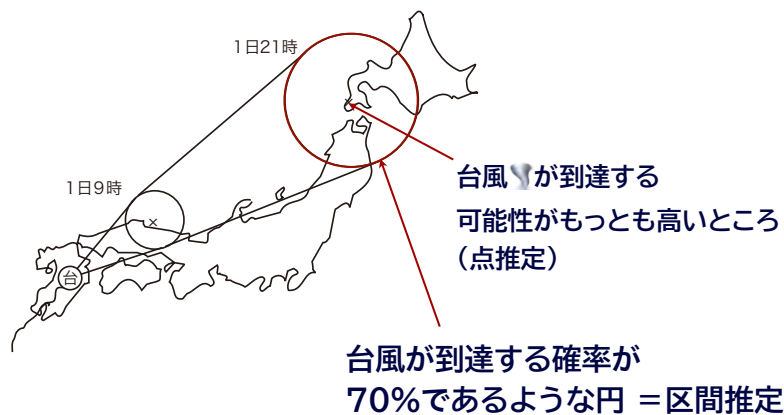 1日21時
1日9時
台
台風🌪が到達する
可能性がもっとも高いところ
（点推定）
台風が到達する確率が
70%であるような円 ＝区間推定